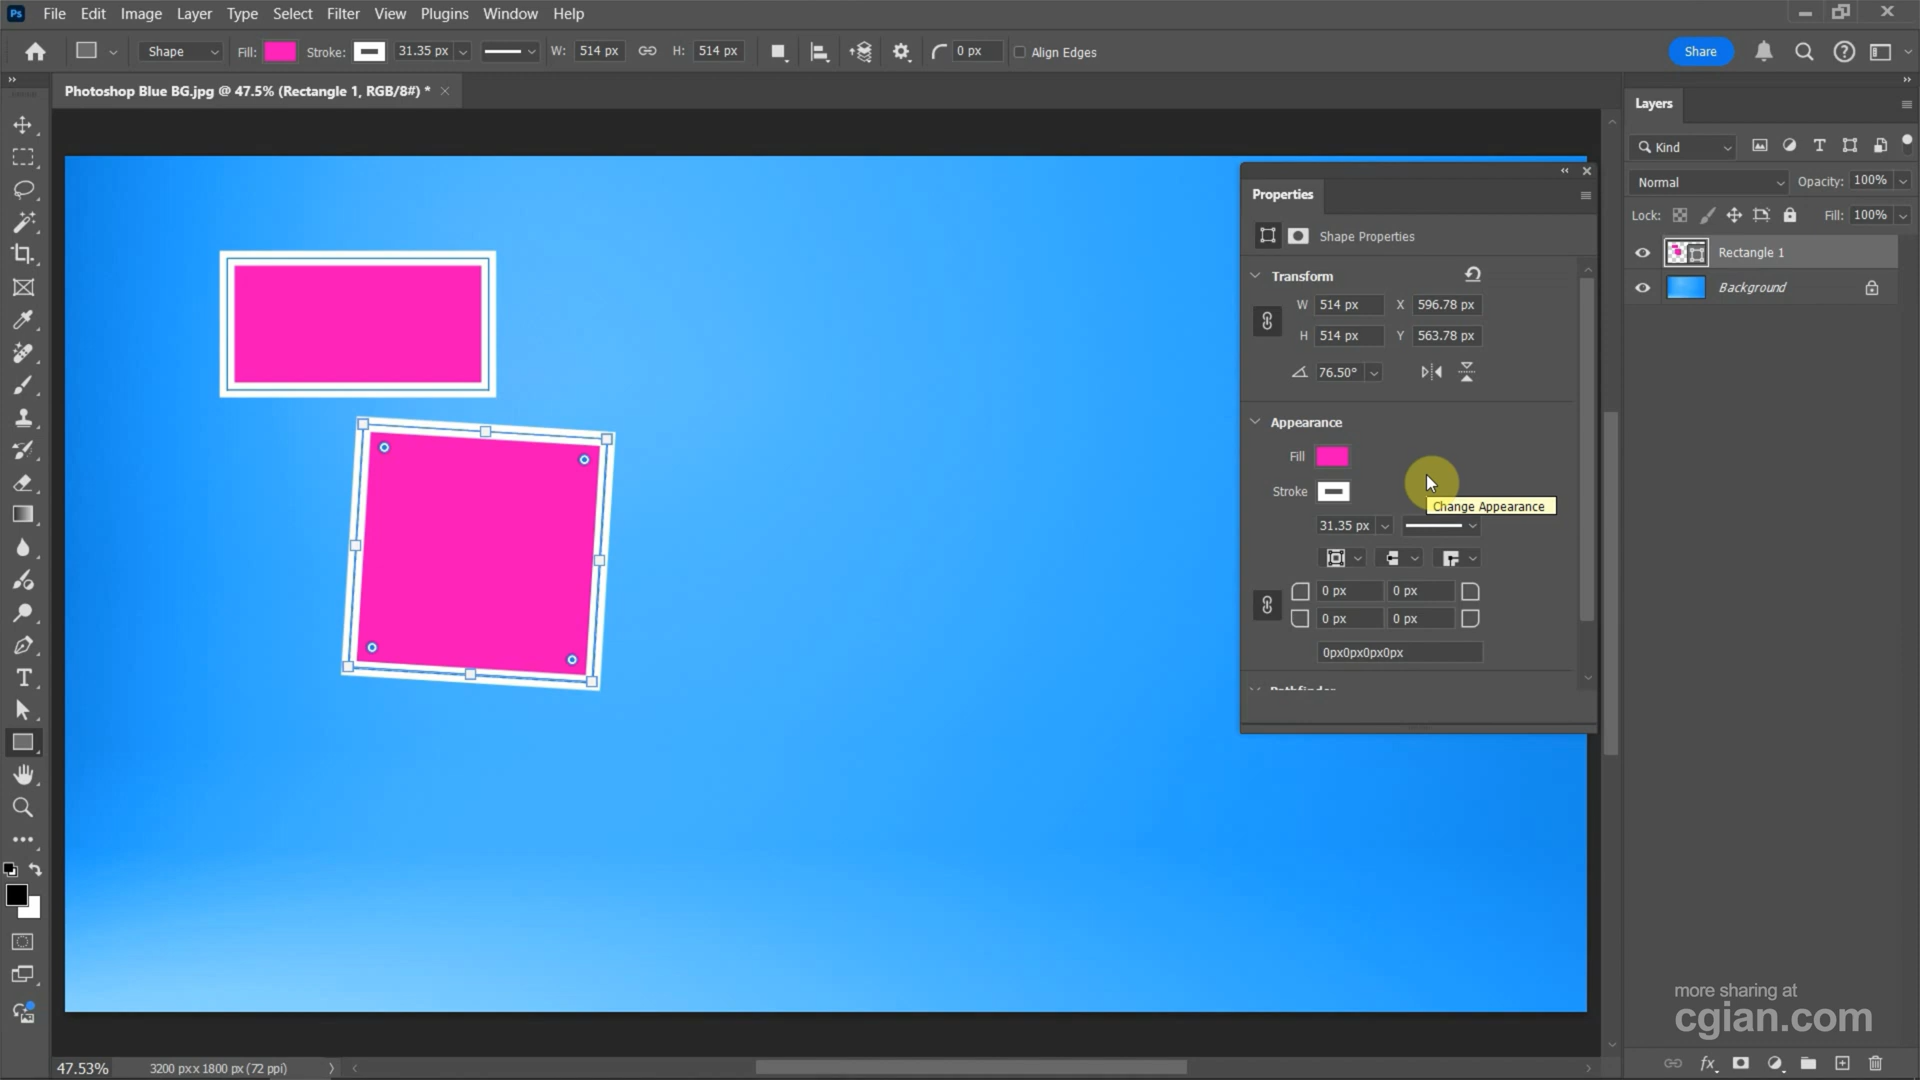 Ps File Edit Image Layer Type Select Filter View Plugins Window Help
Shape Fill: Stroke: 31.35 px W: 514 px H: 514 px 0 px Align Edges Share
Photoshop Blue BG.jpg @ 47.5% (Rectangle 1, RGB/8#) *
Layers
Kind
Normal Opacity: 100%
Lock: Fill: 100%
Rectangle 1
Background
Properties
Shape Properties
Transform
W 514 px X 596.78 px
H 514 px Y 563.78 px
76.50°
Appearance
Fill
Stroke
Change Appearance
31.35 px
0 px 0 px
0 px 0 px
0px0px0px0px
Pathfinder
more sharing at
cgian.com
47.53% 3200 px x 1800 px (72 ppi)